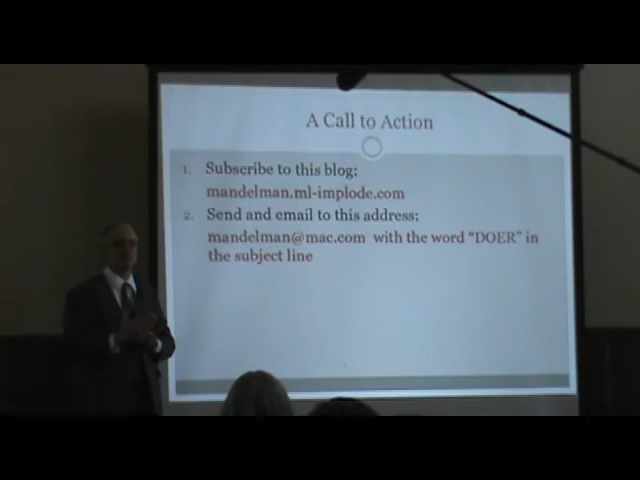 A Call to Action
1. Subscribe to this blog:
mandelman.ml-implode.com
2. Send and email to this address:
mandelman@mac.com with the word “DOER” in
the subject line